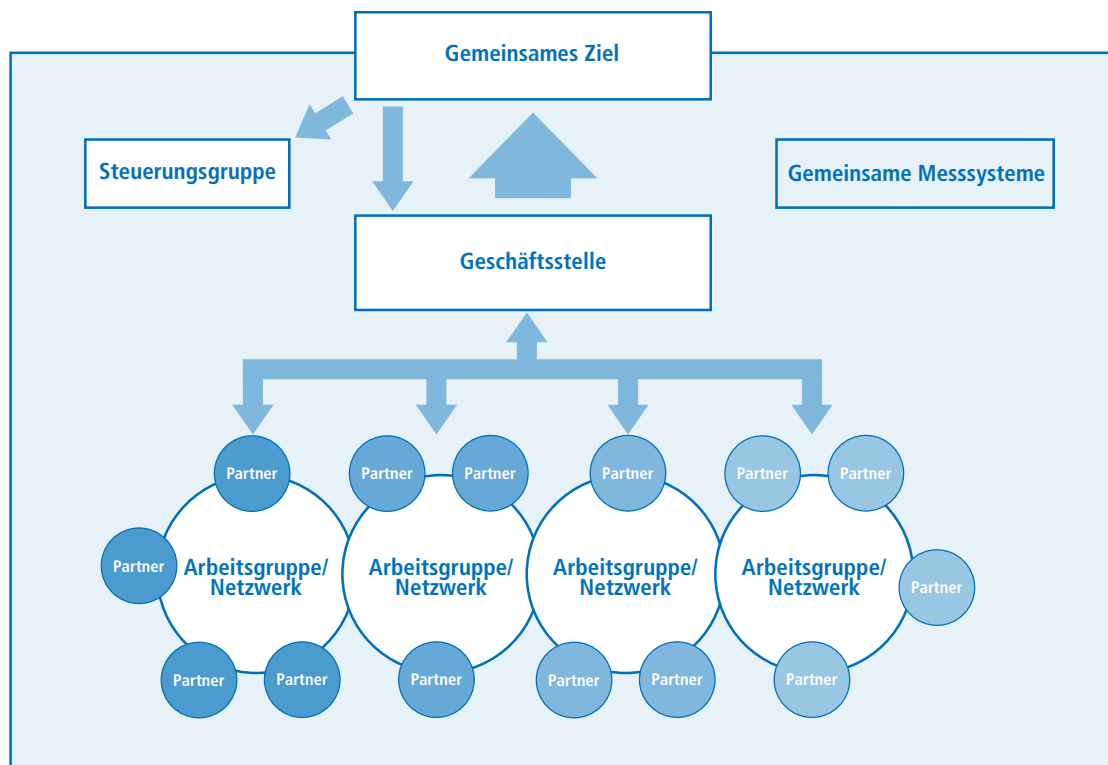 Gemeinsames Ziel
Steuerungsgruppe
Gemeinsame Messsysteme
Geschäftsstelle
Partner
Partner
Partner
Partner
Partner
Partner
Partner
Arbeitsgruppe/
Netzwerk
Arbeitsgruppe/
Netzwerk
Arbeitsgruppe/
Netzwerk
Arbeitsgruppe/
Netzwerk
Partner
Partner
Partner
Partner
Partner
Partner
Partner
Partner